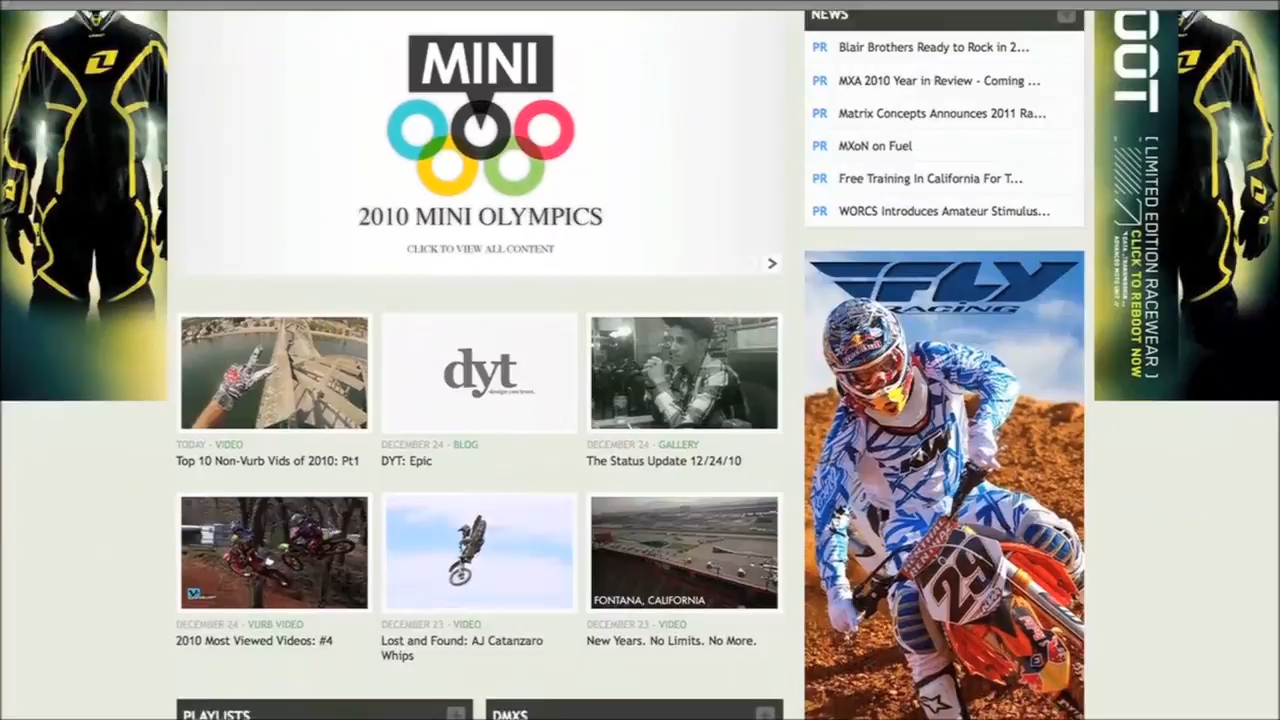 MINI
2010 MINI OLYMPICS
CLICK TO VIEW ALL CONTENT
NEWS
PR Blair Brothers Ready to Rock in 2...
PR MXA 2010 Year in Review - Coming ...
PR Matrix Concepts Announces 2011 Ra...
PR MXoN on Fuel
PR Free Training In California For T...
PR WORCS Introduces Amateur Stimulus...
OOT
[ LIMITED EDITION RACEWEAR ]
CLICK TO REBOOT NOW
FLY
RACING
KTM
29
dyt
TODAY - VIDEO
Top 10 Non-Vurb Vids of 2010: Pt1
DECEMBER 24 - BLOG
DYT: Epic
DECEMBER 24 - GALLERY
The Status Update 12/24/10
FONTANA, CALIFORNIA
DECEMBER 24 - VURB VIDEO
2010 Most Viewed Videos: #4
DECEMBER 23 - VIDEO
Lost and Found: AJ Catanzaro
Whips
DECEMBER 23 - VIDEO
New Years. No Limits. No More.
PLAYLISTS
DMXS